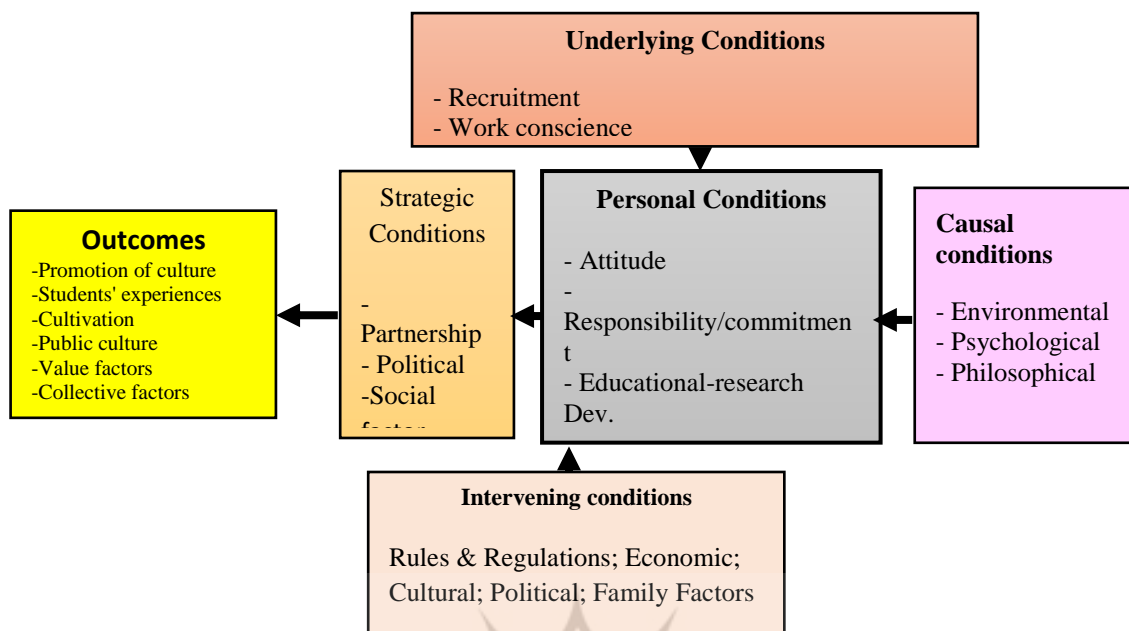 Underlying Conditions
- Recruitment
- Work conscience
Strategic
Conditions
-
Partnership
- Political
-Social
factor
Personal Conditions
- Attitude
-
Responsibility/commitmen
t
- Educational-research
Dev.
Causal
conditions
- Environmental
- Psychological
- Philosophical
Outcomes
-Promotion of culture
-Students' experiences
-Cultivation
-Public culture
-Value factors
-Collective factors
Intervening conditions
Rules & Regulations; Economic;
Cultural; Political; Family Factors